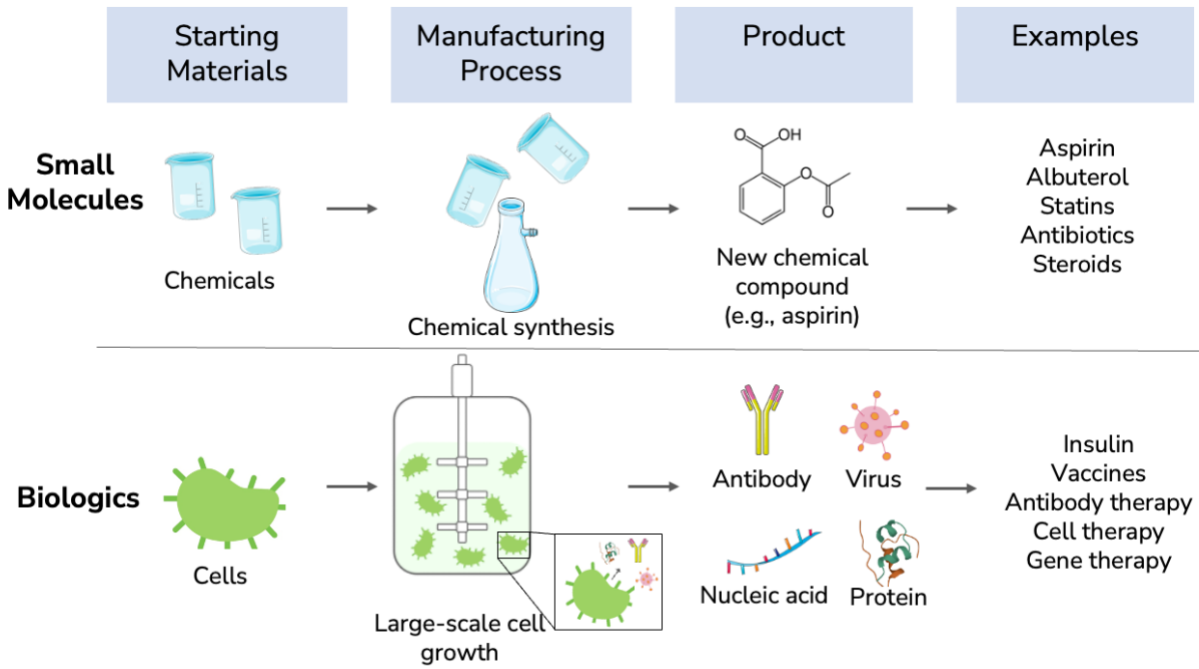 Starting
Materials
Manufacturing
Process
Product
Examples
Small
Molecules
Chemicals
Chemical synthesis
O
OH
O
O
New chemical
compound
(e.g., aspirin)
Aspirin
Albuterol
Statins
Antibiotics
Steroids
Biologics
Cells
Large-scale cell
growth
Antibody
Virus
Nucleic acid
Protein
Insulin
Vaccines
Antibody therapy
Cell therapy
Gene therapy